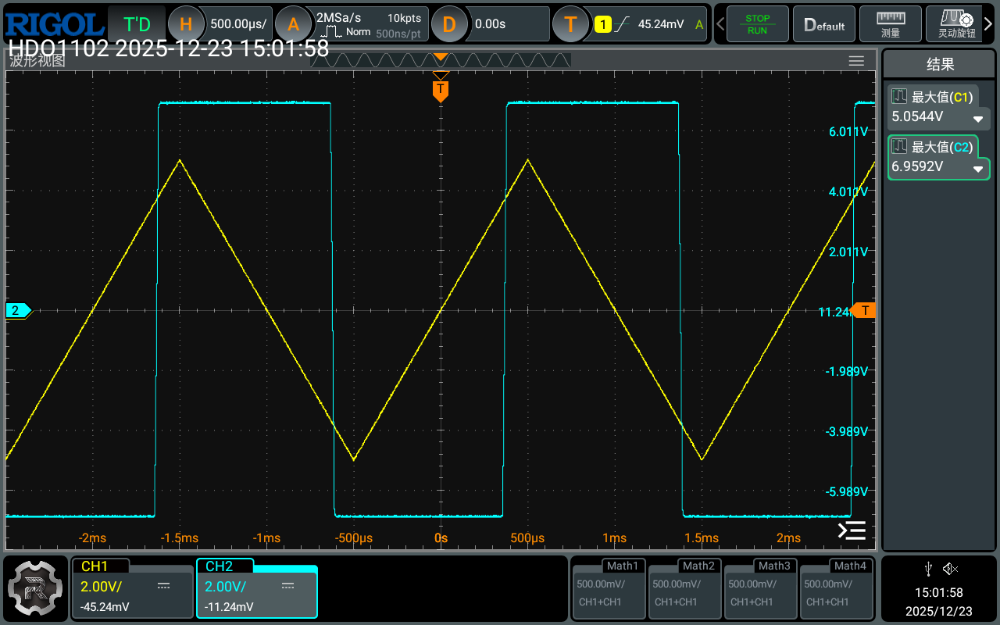 RIGOL
T'D
H
500.00µs/
A
2MSa/s
Norm
10kpts
500ns/pt
D
0.00s
T
1
45.24mV
A
STOP
RUN
Default
测量
灵动旋钮
HDO1102 2025-12-23 15:01:58
波形视图
T
结果
最大值(C1)
5.0544V
最大值(C2)
6.9592V
6.011V
4.011V
2.011V
2
11.24
T
-1.989V
-3.989V
-5.989V
-2ms
-1.5ms
-1ms
-500µs
0s
500µs
1ms
1.5ms
2ms
R
CH1
2.00V/
-45.24mV
CH2
2.00V/
-11.24mV
Math1
500.00mV/
CH1+CH1
Math2
500.00mV/
CH1+CH1
Math3
500.00mV/
CH1+CH1
Math4
500.00mV/
CH1+CH1
15:01:58
2025/12/23